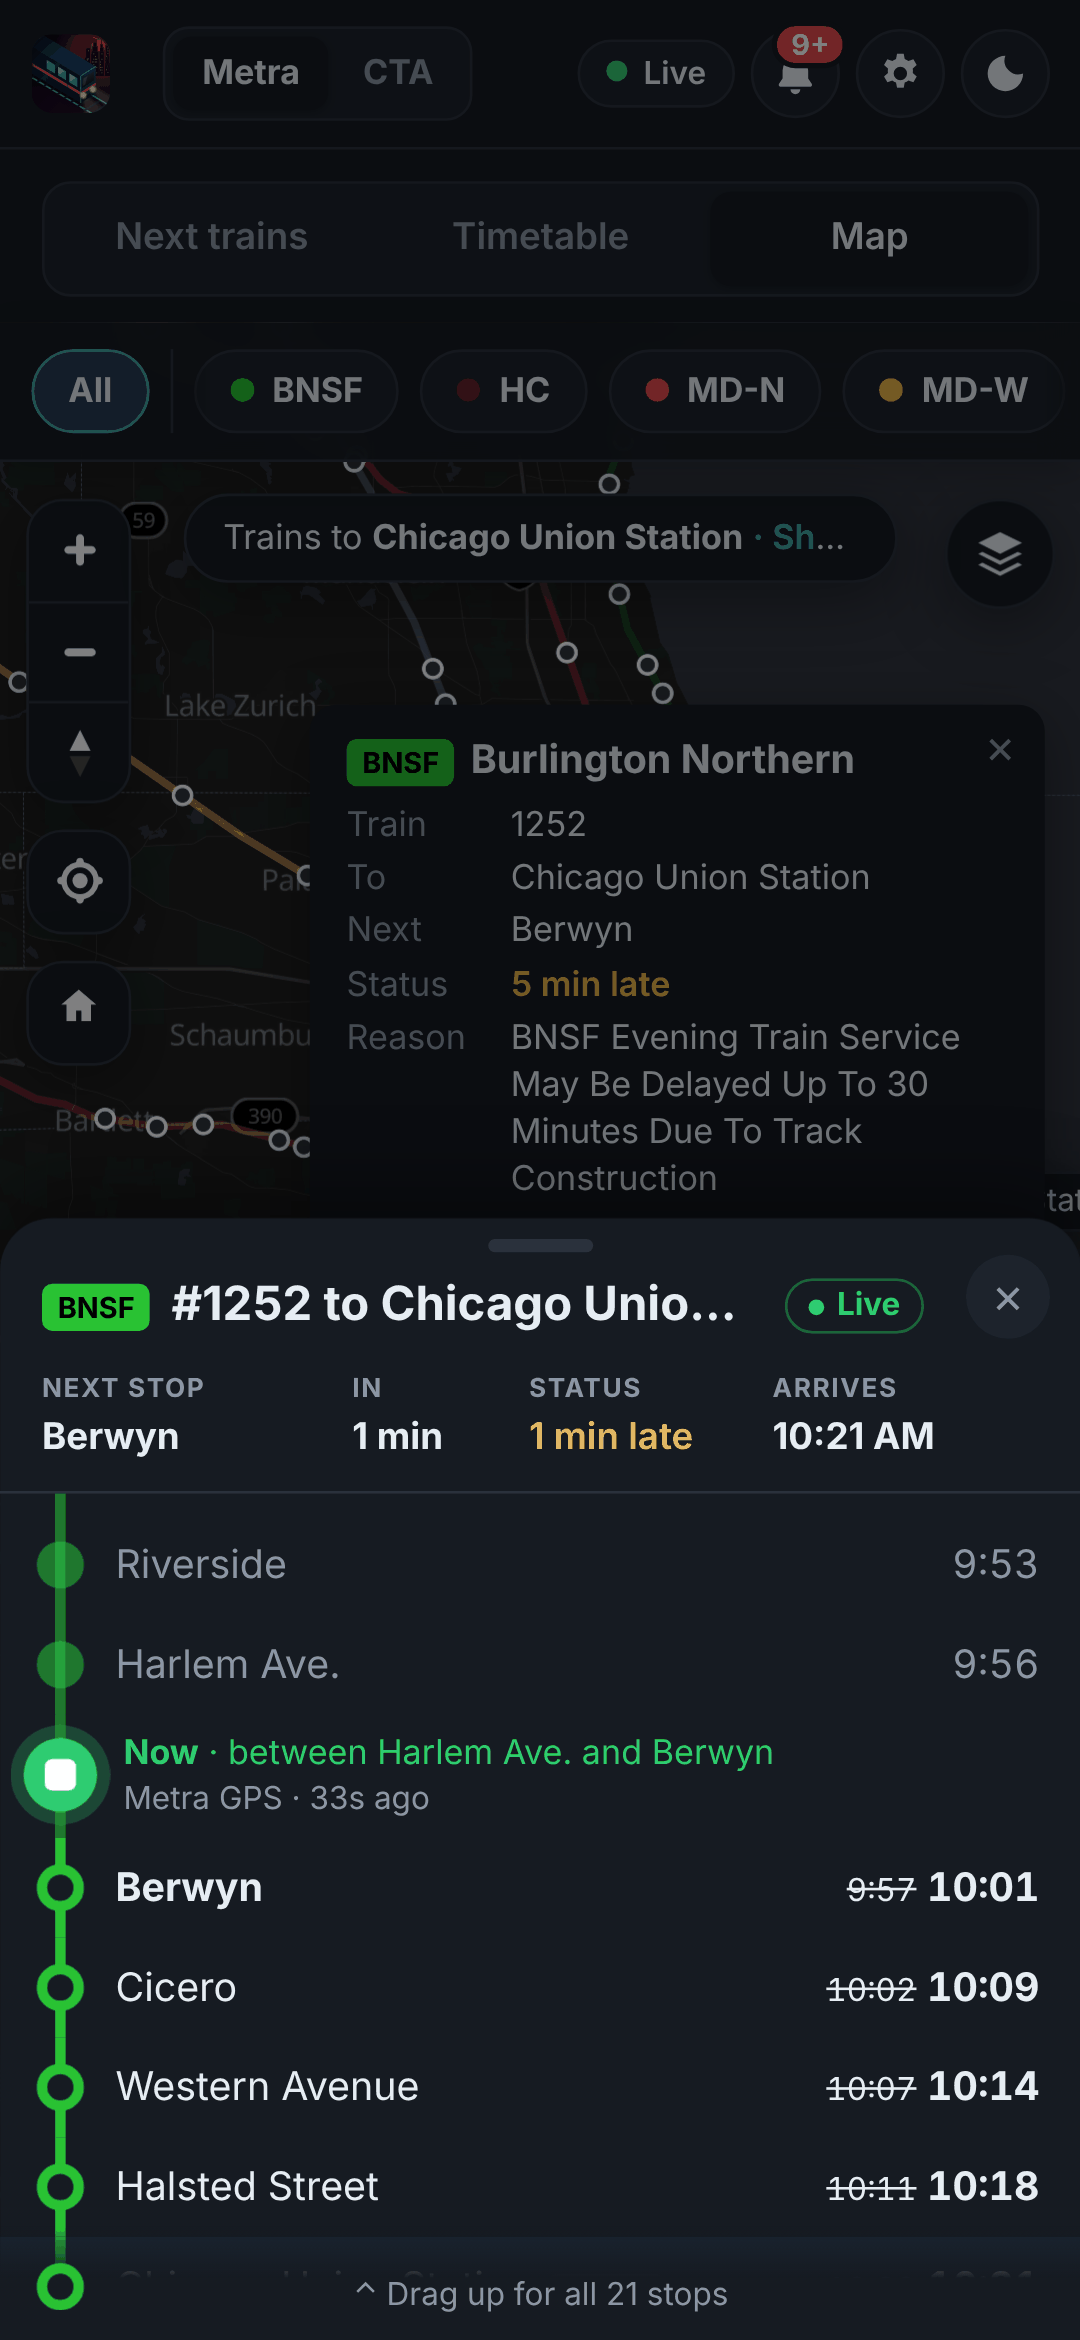 Metra
CTA
Live
9+
Next trains
Timetable
Map
All
BNSF
HC
MD-N
MD-W
59
Trains to Chicago Union Station · Sh...
Lake Zurich
BNSF Burlington Northern
Train 1252
To Chicago Union Station
Next Berwyn
Status 5 min late
Reason BNSF Evening Train Service
May Be Delayed Up To 30
Minutes Due To Track
Construction
Schaumbu
390
BNSF #1252 to Chicago Unio...
Live
NEXT STOP
Berwyn
IN
1 min
STATUS
1 min late
ARRIVES
10:21 AM
Riverside 9:53
Harlem Ave. 9:56
Now · between Harlem Ave. and Berwyn
Metra GPS · 33s ago
Berwyn 9:57 10:01
Cicero 10:02 10:09
Western Avenue 10:07 10:14
Halsted Street 10:11 10:18
^ Drag up for all 21 stops